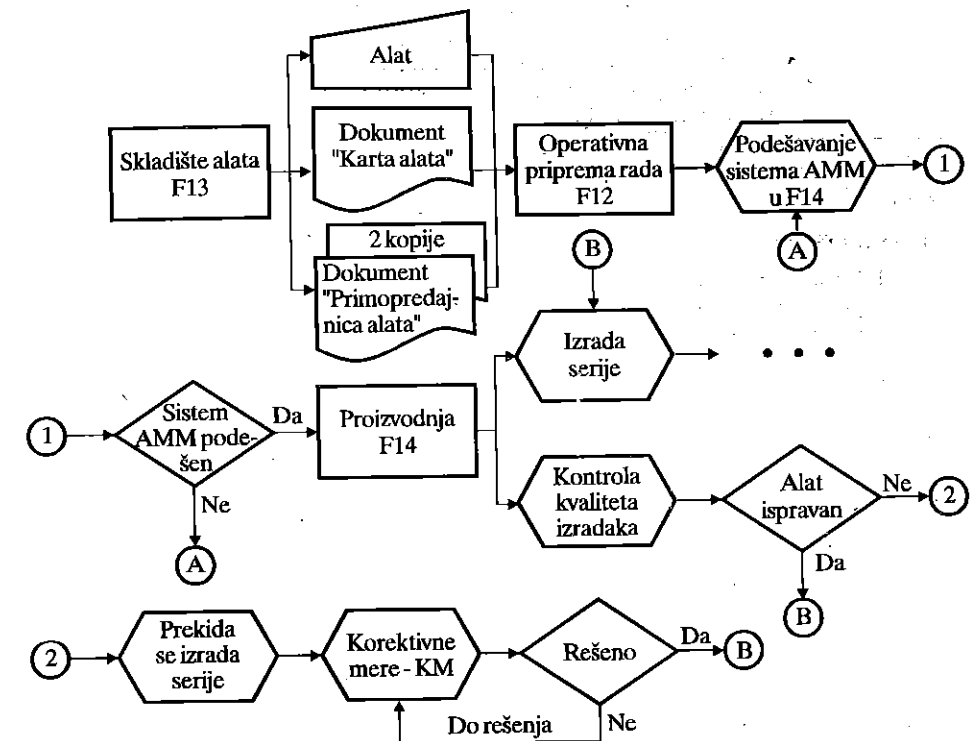 Alat
Skladište alata
F13
Dokument
"Karta alata"
2 kopije
Dokument
"Primopredaj-
nica alata"
Operativna
priprema rada
F12
Podešavanje
sistema AMM
u F14
1
A
B
Izrada
serije
• • •
1
Sistem
AMM pode-
šen
Da
Ne
A
Proizvodnja
F14
Kontrola
kvaliteta
izradaka
Alat
ispravan
Ne
2
Da
B
2
Prekida
se izrada
serije
Korektivne
mere - KM
Rešeno
Da
B
Ne
Do rešenja